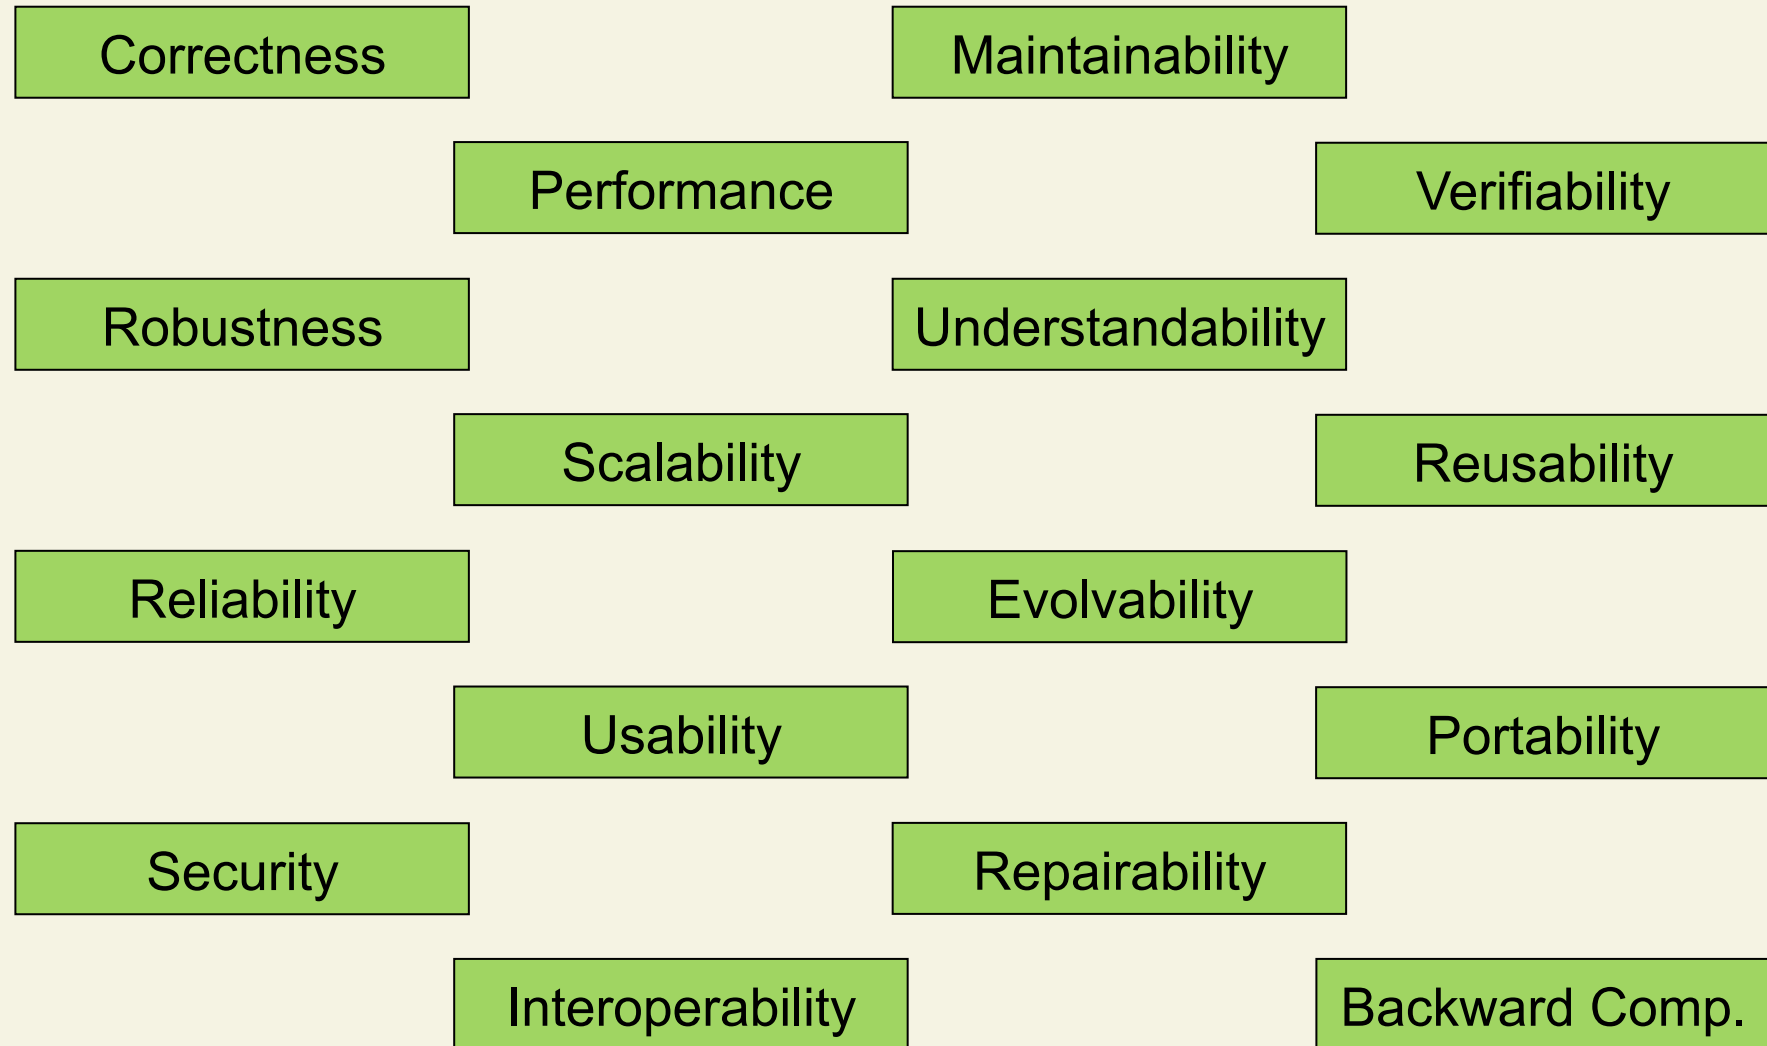 Correctness
Maintainability
Performance
Verifiability
Robustness
Understandability
Scalability
Reusability
Reliability
Evolvability
Usability
Portability
Security
Repairability
Interoperability
Backward Comp.